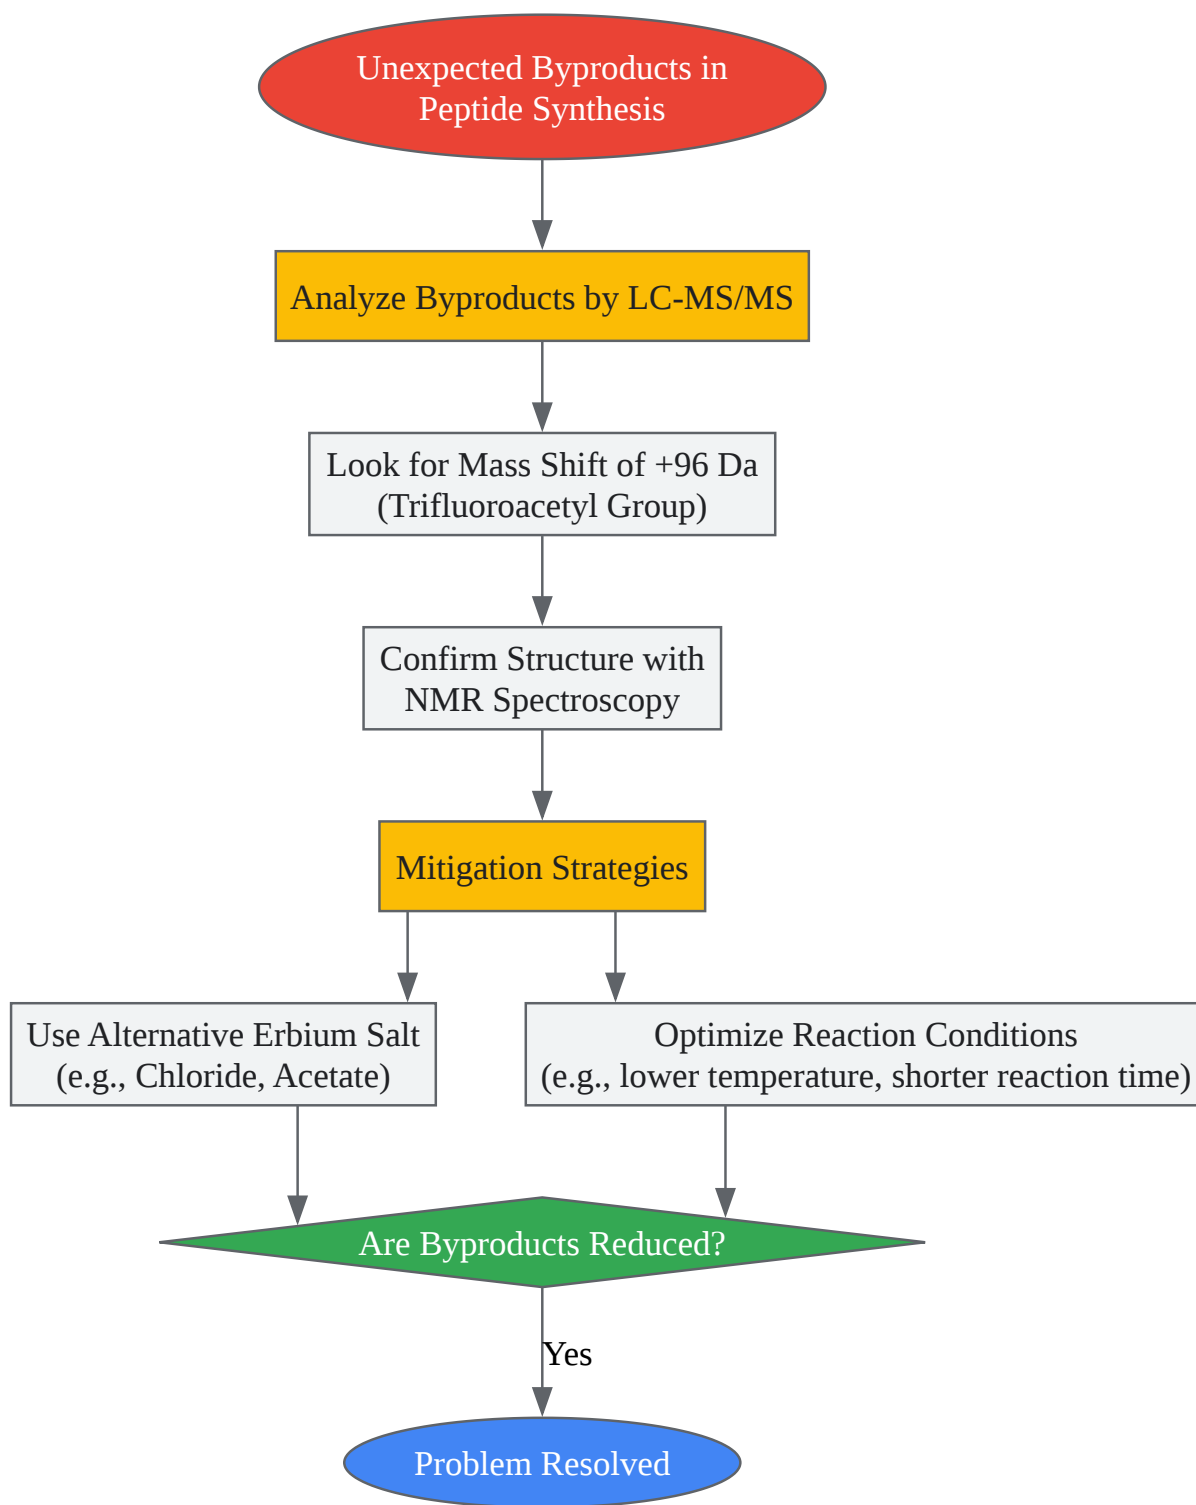 Unexpected Byproducts in
Peptide Synthesis
Analyze Byproducts by LC-MS/MS
Look for Mass Shift of +96 Da
(Trifluoroacetyl Group)
Confirm Structure with
NMR Spectroscopy
Mitigation Strategies
Use Alternative Erbium Salt
(e.g., Chloride, Acetate)
Optimize Reaction Conditions
(e.g., lower temperature, shorter reaction time)
Are Byproducts Reduced?
Yes
Problem Resolved